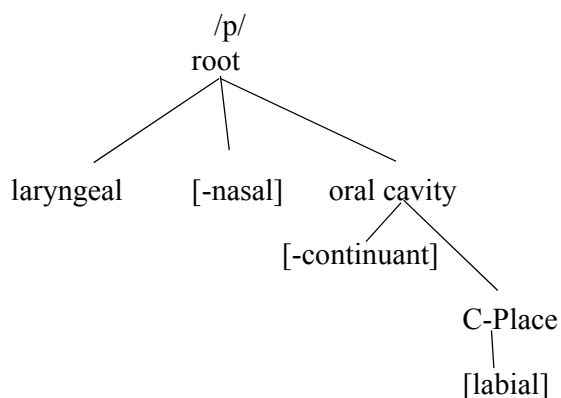 /p/
root
laryngeal [-nasal] oral cavity
[-continuant]
C-Place
[labial]